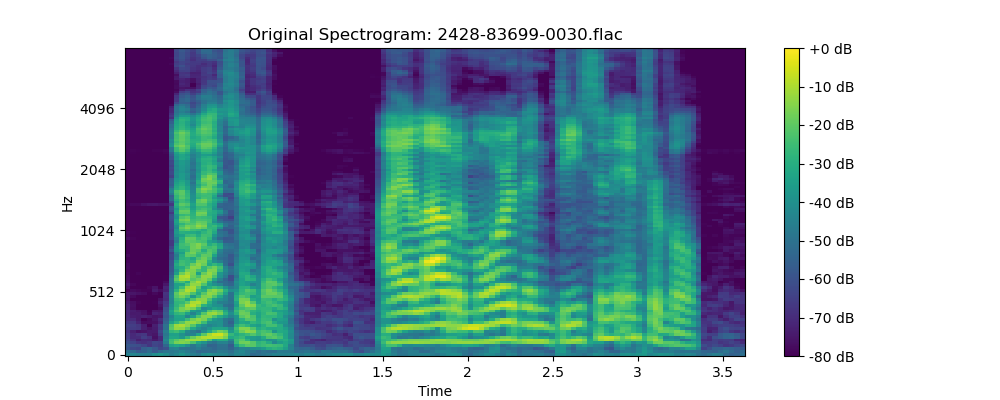 Original Spectrogram: 2428-83699-0030.flac
Hz
4096
2048
1024
512
0
0
0.5
1
1.5
2
2.5
3
3.5
Time
+0 dB
-10 dB
-20 dB
-30 dB
-40 dB
-50 dB
-60 dB
-70 dB
-80 dB